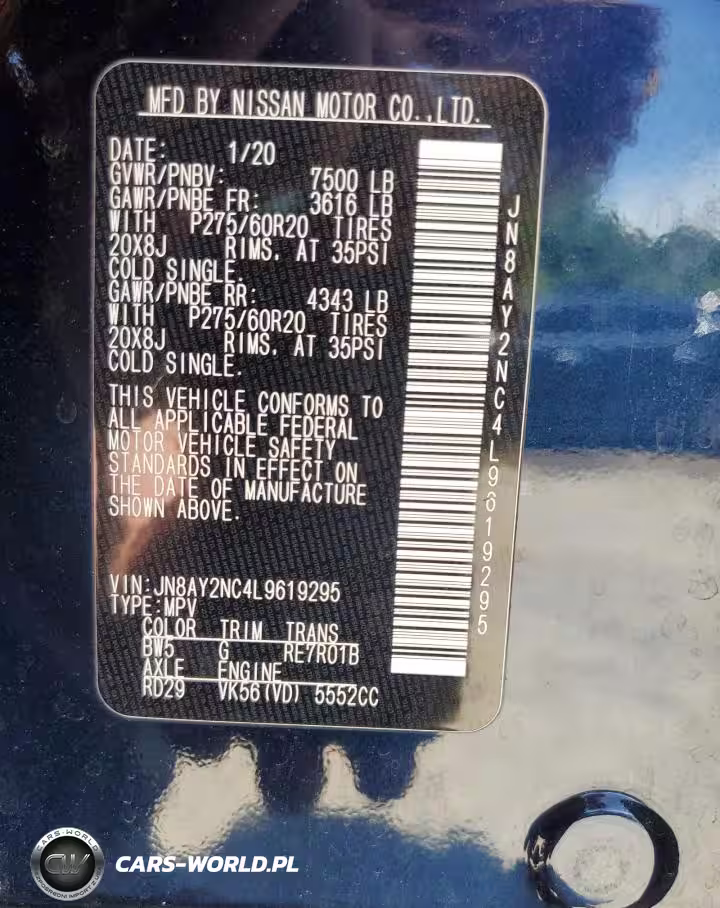 MFD BY NISSAN MOTOR CO.,LTD.
DATE: 1/20
GVWR/PNBV: 7500 LB
GAWR/PNBE FR: 3616 LB
WITH P275/60R20 TIRES
20X8J RIMS. AT 35PSI
COLD SINGLE.
GAWR/PNBE RR: 4343 LB
WITH P275/60R20 TIRES
20X8J RIMS. AT 35PSI
COLD SINGLE.
THIS VEHICLE CONFORMS TO
ALL APPLICABLE FEDERAL
MOTOR VEHICLE SAFETY
STANDARDS IN EFFECT ON
THE DATE OF MANUFACTURE
SHOWN ABOVE.
VIN:JN8AY2NC4L9619295
TYPE:MPV
COLOR TRIM TRANS
BW5 G RE7R01B
AXLE ENGINE
RD29 VK56(VD) 5552CC
JN8AY2NC4L9619295
CARS-WORLD
CW
CARS-WORLD.PL